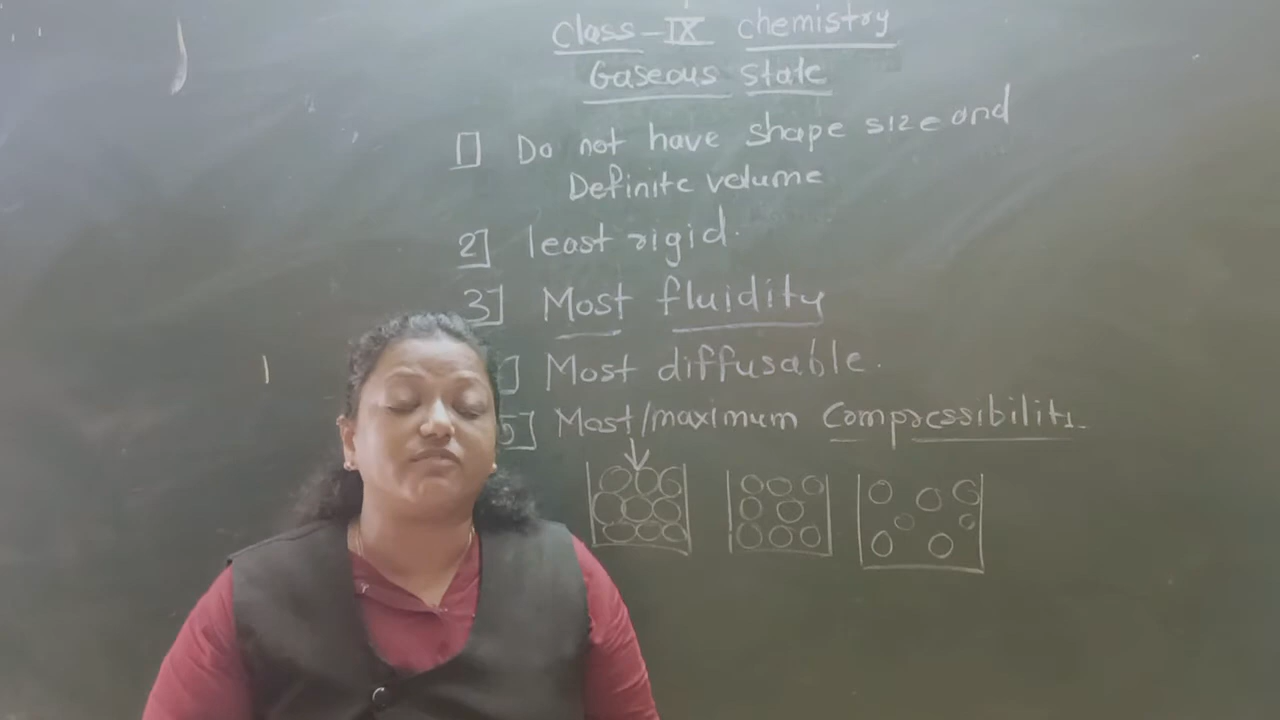 Class-IX chemistry
Gaseous state
1] Do not have shape size and
Definite volume
2] least rigid.
3] Most fluidity
] Most diffusable.
5] Most/maximum Compressibility